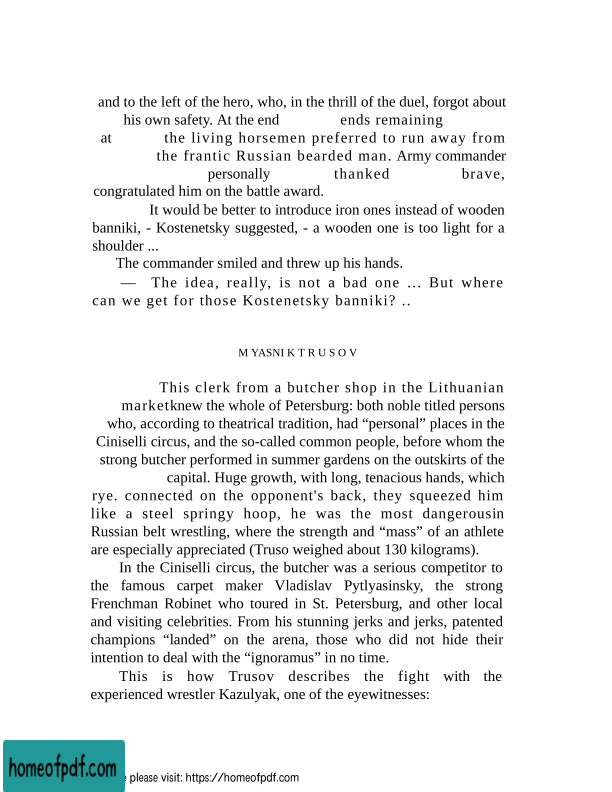 and to the left of the hero, who, in the thrill of the duel, forgot about
his own safety. At the end ends remaining
at the living horsemen preferred to run away from
the frantic Russian bearded man. Army commander
personally thanked brave,
congratulated him on the battle award.
It would be better to introduce iron ones instead of wooden
banniki, - Kostenetsky suggested, - a wooden one is too light for a
shoulder ...
The commander smiled and threw up his hands.
— The idea, really, is not a bad one ... But where
can we get for those Kostenetsky banniki? ..
M YASNI K T R U S O V
This clerk from a butcher shop in the Lithuanian
marketknew the whole of Petersburg: both noble titled persons
who, according to theatrical tradition, had “personal” places in the
Ciniselli circus, and the so-called common people, before whom the
strong butcher performed in summer gardens on the outskirts of the
capital. Huge growth, with long, tenacious hands, which
rye. connected on the opponent's back, they squeezed him
like a steel springy hoop, he was the most dangerousin
Russian belt wrestling, where the strength and “mass” of an athlete
are especially appreciated (Truso weighed about 130 kilograms).
In the Ciniselli circus, the butcher was a serious competitor to
the famous carpet maker Vladislav Pytlyasinsky, the strong
Frenchman Robinet who toured in St. Petersburg, and other local
and visiting celebrities. From his stunning jerks and jerks, patented
champions “landed” on the arena, those who did not hide their
intention to deal with the “ignoramus” in no time.
This is how Trusov describes the fight with the
experienced wrestler Kazulyak, one of the eyewitnesses:
homeofpdf.com
please visit: https://homeofpdf.com